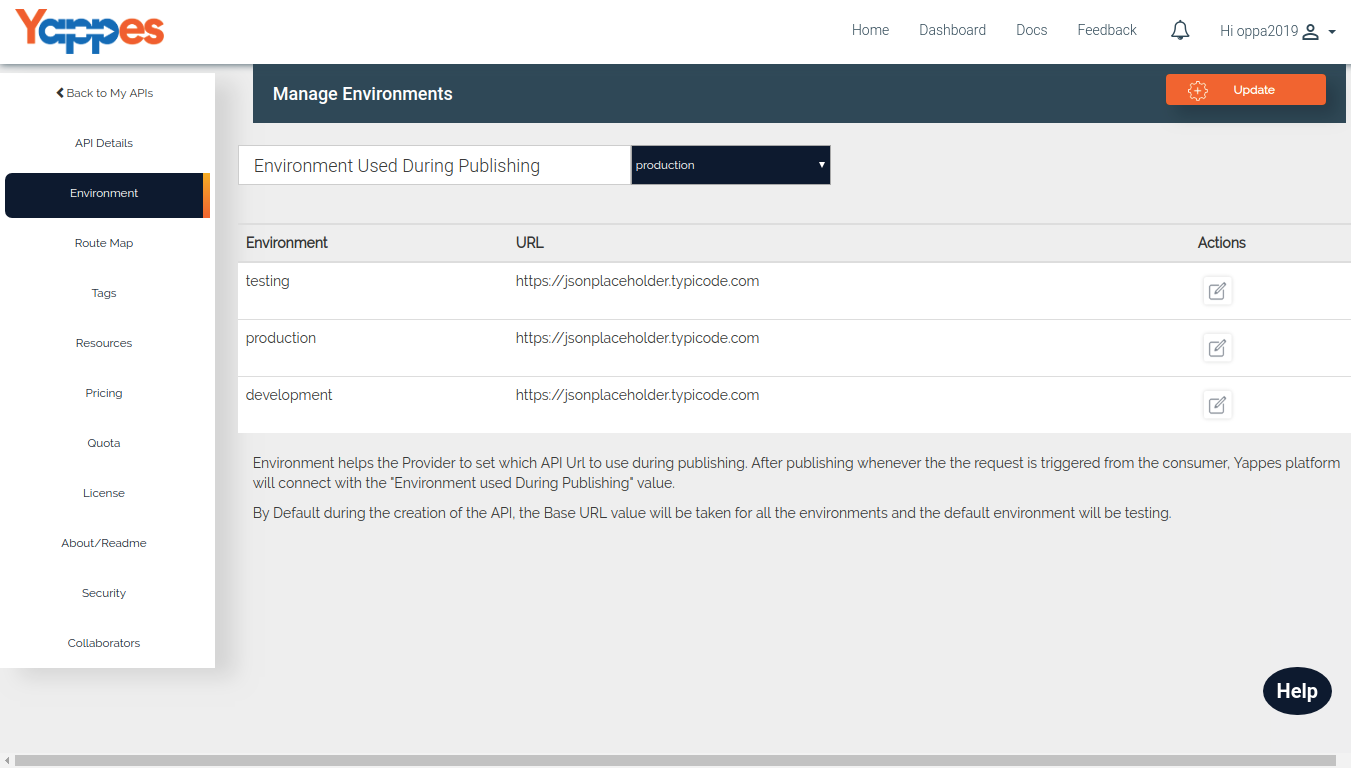 Yappes
Home Dashboard Docs Feedback Hi oppa2019
Back to My APIs
API Details
Environment
Route Map
Tags
Resources
Pricing
Quota
License
About/Readme
Security
Collaborators
Manage Environments
Update
Environment Used During Publishing production
Environment URL Actions
testing https://jsonplaceholder.typicode.com
production https://jsonplaceholder.typicode.com
development https://jsonplaceholder.typicode.com
Environment helps the Provider to set which API Url to use during publishing. After publishing whenever the the request is triggered from the consumer, Yappes platform
will connect with the "Environment used During Publishing" value.
By Default during the creation of the API, the Base URL value will be taken for all the environments and the default environment will be testing.
Help